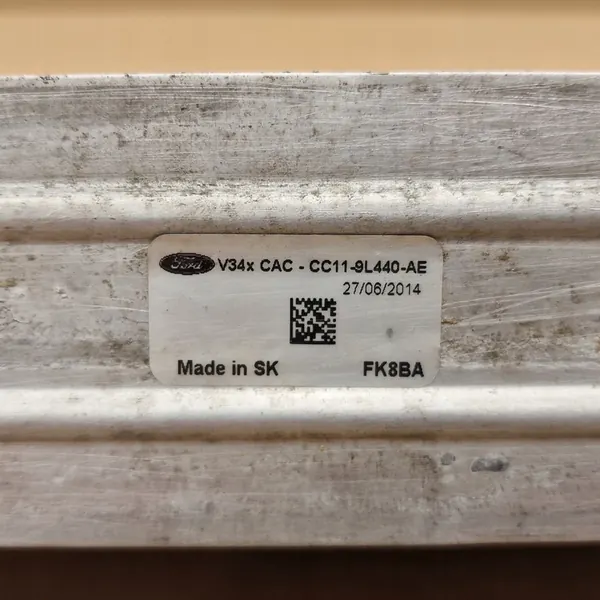 Ford V34x CAC - CC11-9L440-AE
27/06/2014
Made in SK FK8BA